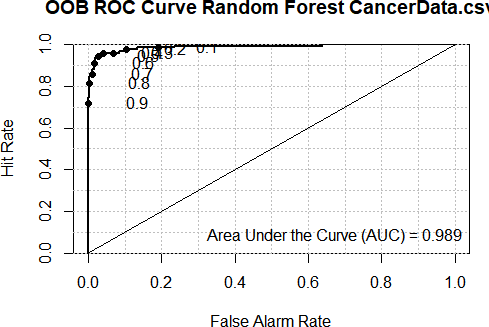 OOB ROC Curve Random Forest CancerData.csv
Hit Rate
1.0
0.8
0.6
0.4
0.2
0.0
0.2
0.1
0.6
0.7
0.8
0.9
Area Under the Curve (AUC) = 0.989
0.0 0.2 0.4 0.6 0.8 1.0
False Alarm Rate